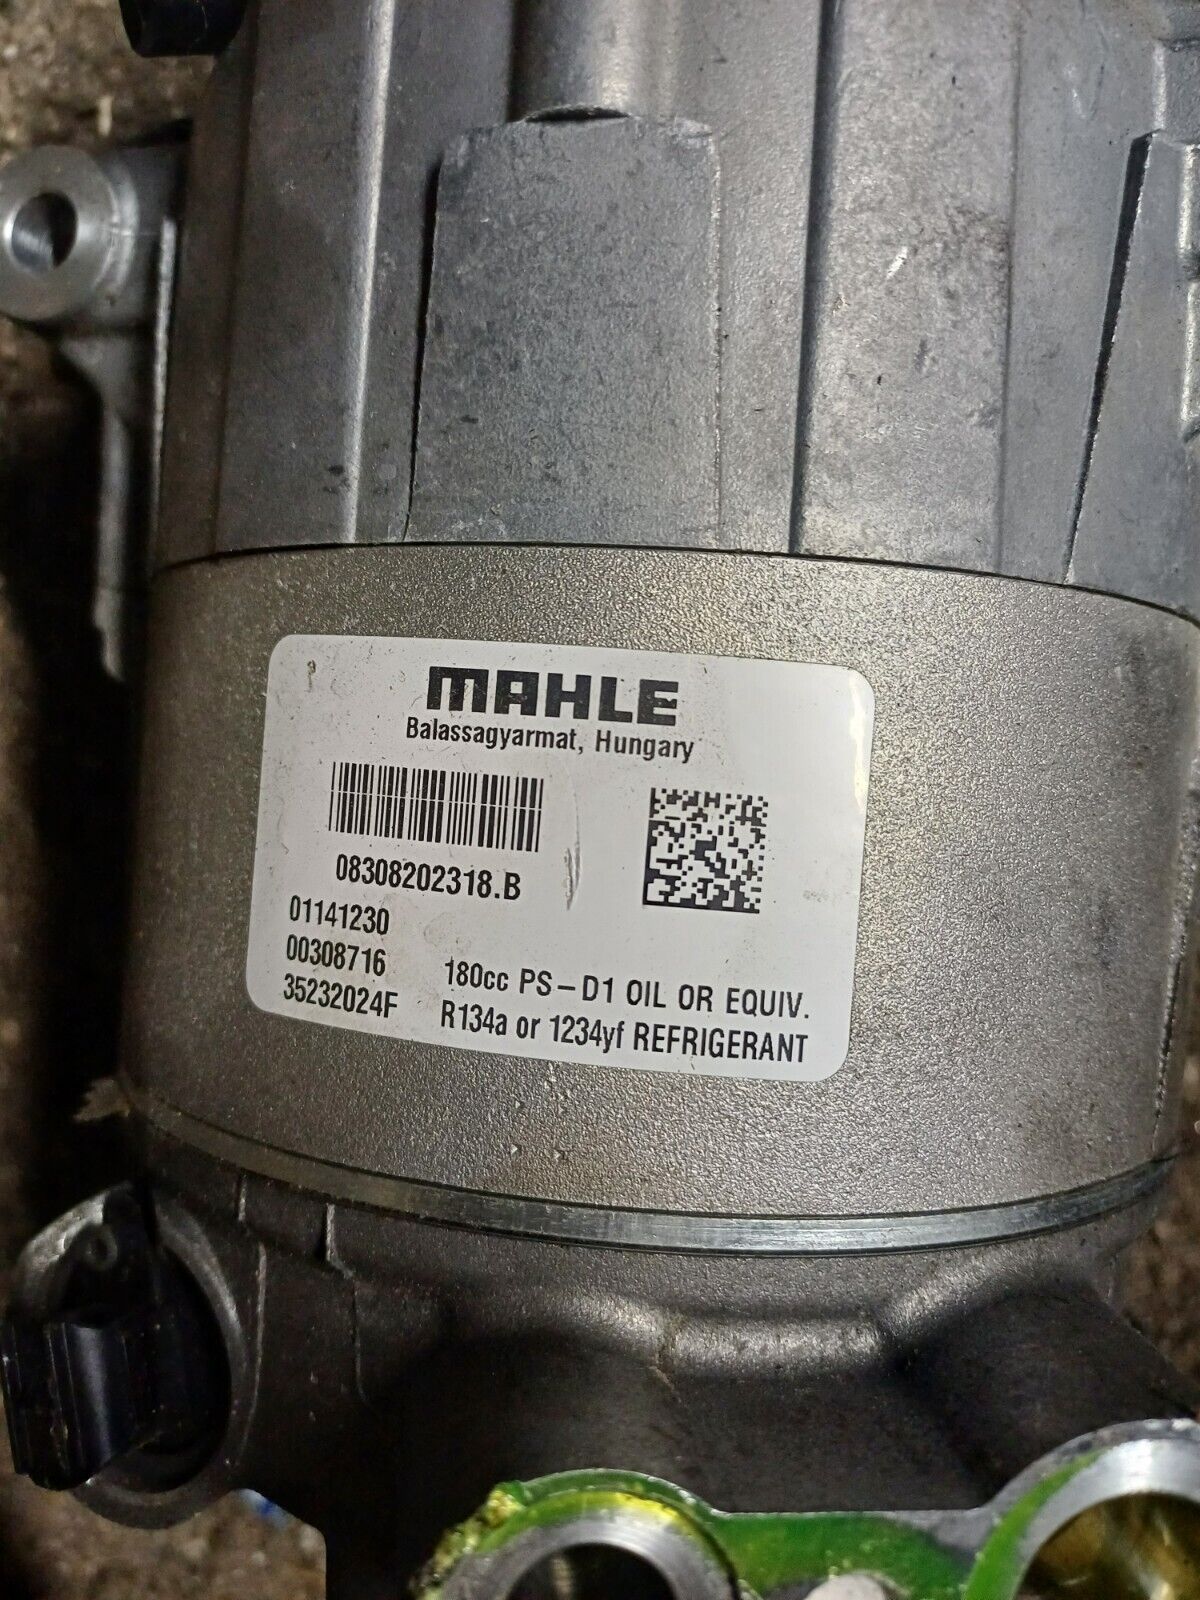 MAHLE
Balassagyarmat, Hungary
08308202318.B
01141230
00308716
35232024F
180cc PS-D1 OIL OR EQUIV.
R134a or 1234yf REFRIGERANT